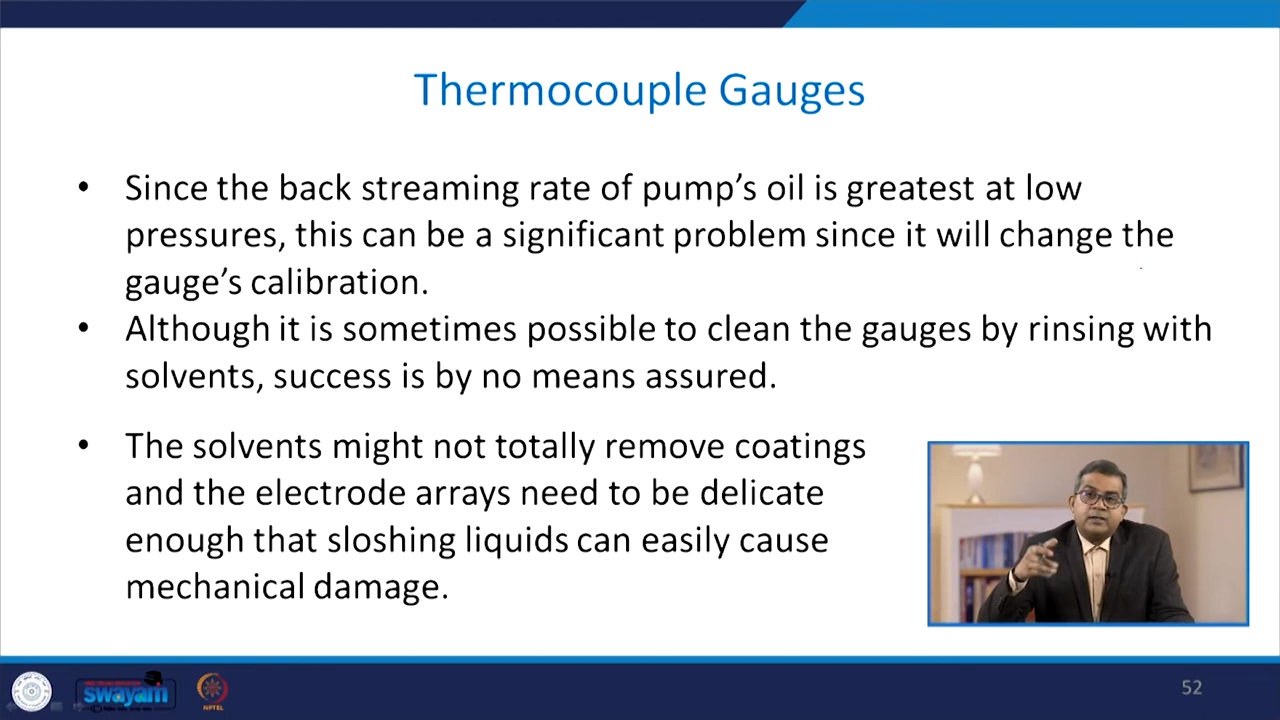 Thermocouple Gauges
• Since the back streaming rate of pump’s oil is greatest at low
pressures, this can be a significant problem since it will change the
gauge’s calibration.
• Although it is sometimes possible to clean the gauges by rinsing with
solvents, success is by no means assured.
• The solvents might not totally remove coatings
and the electrode arrays need to be delicate
enough that sloshing liquids can easily cause
mechanical damage.
swayam
NPTEL
52